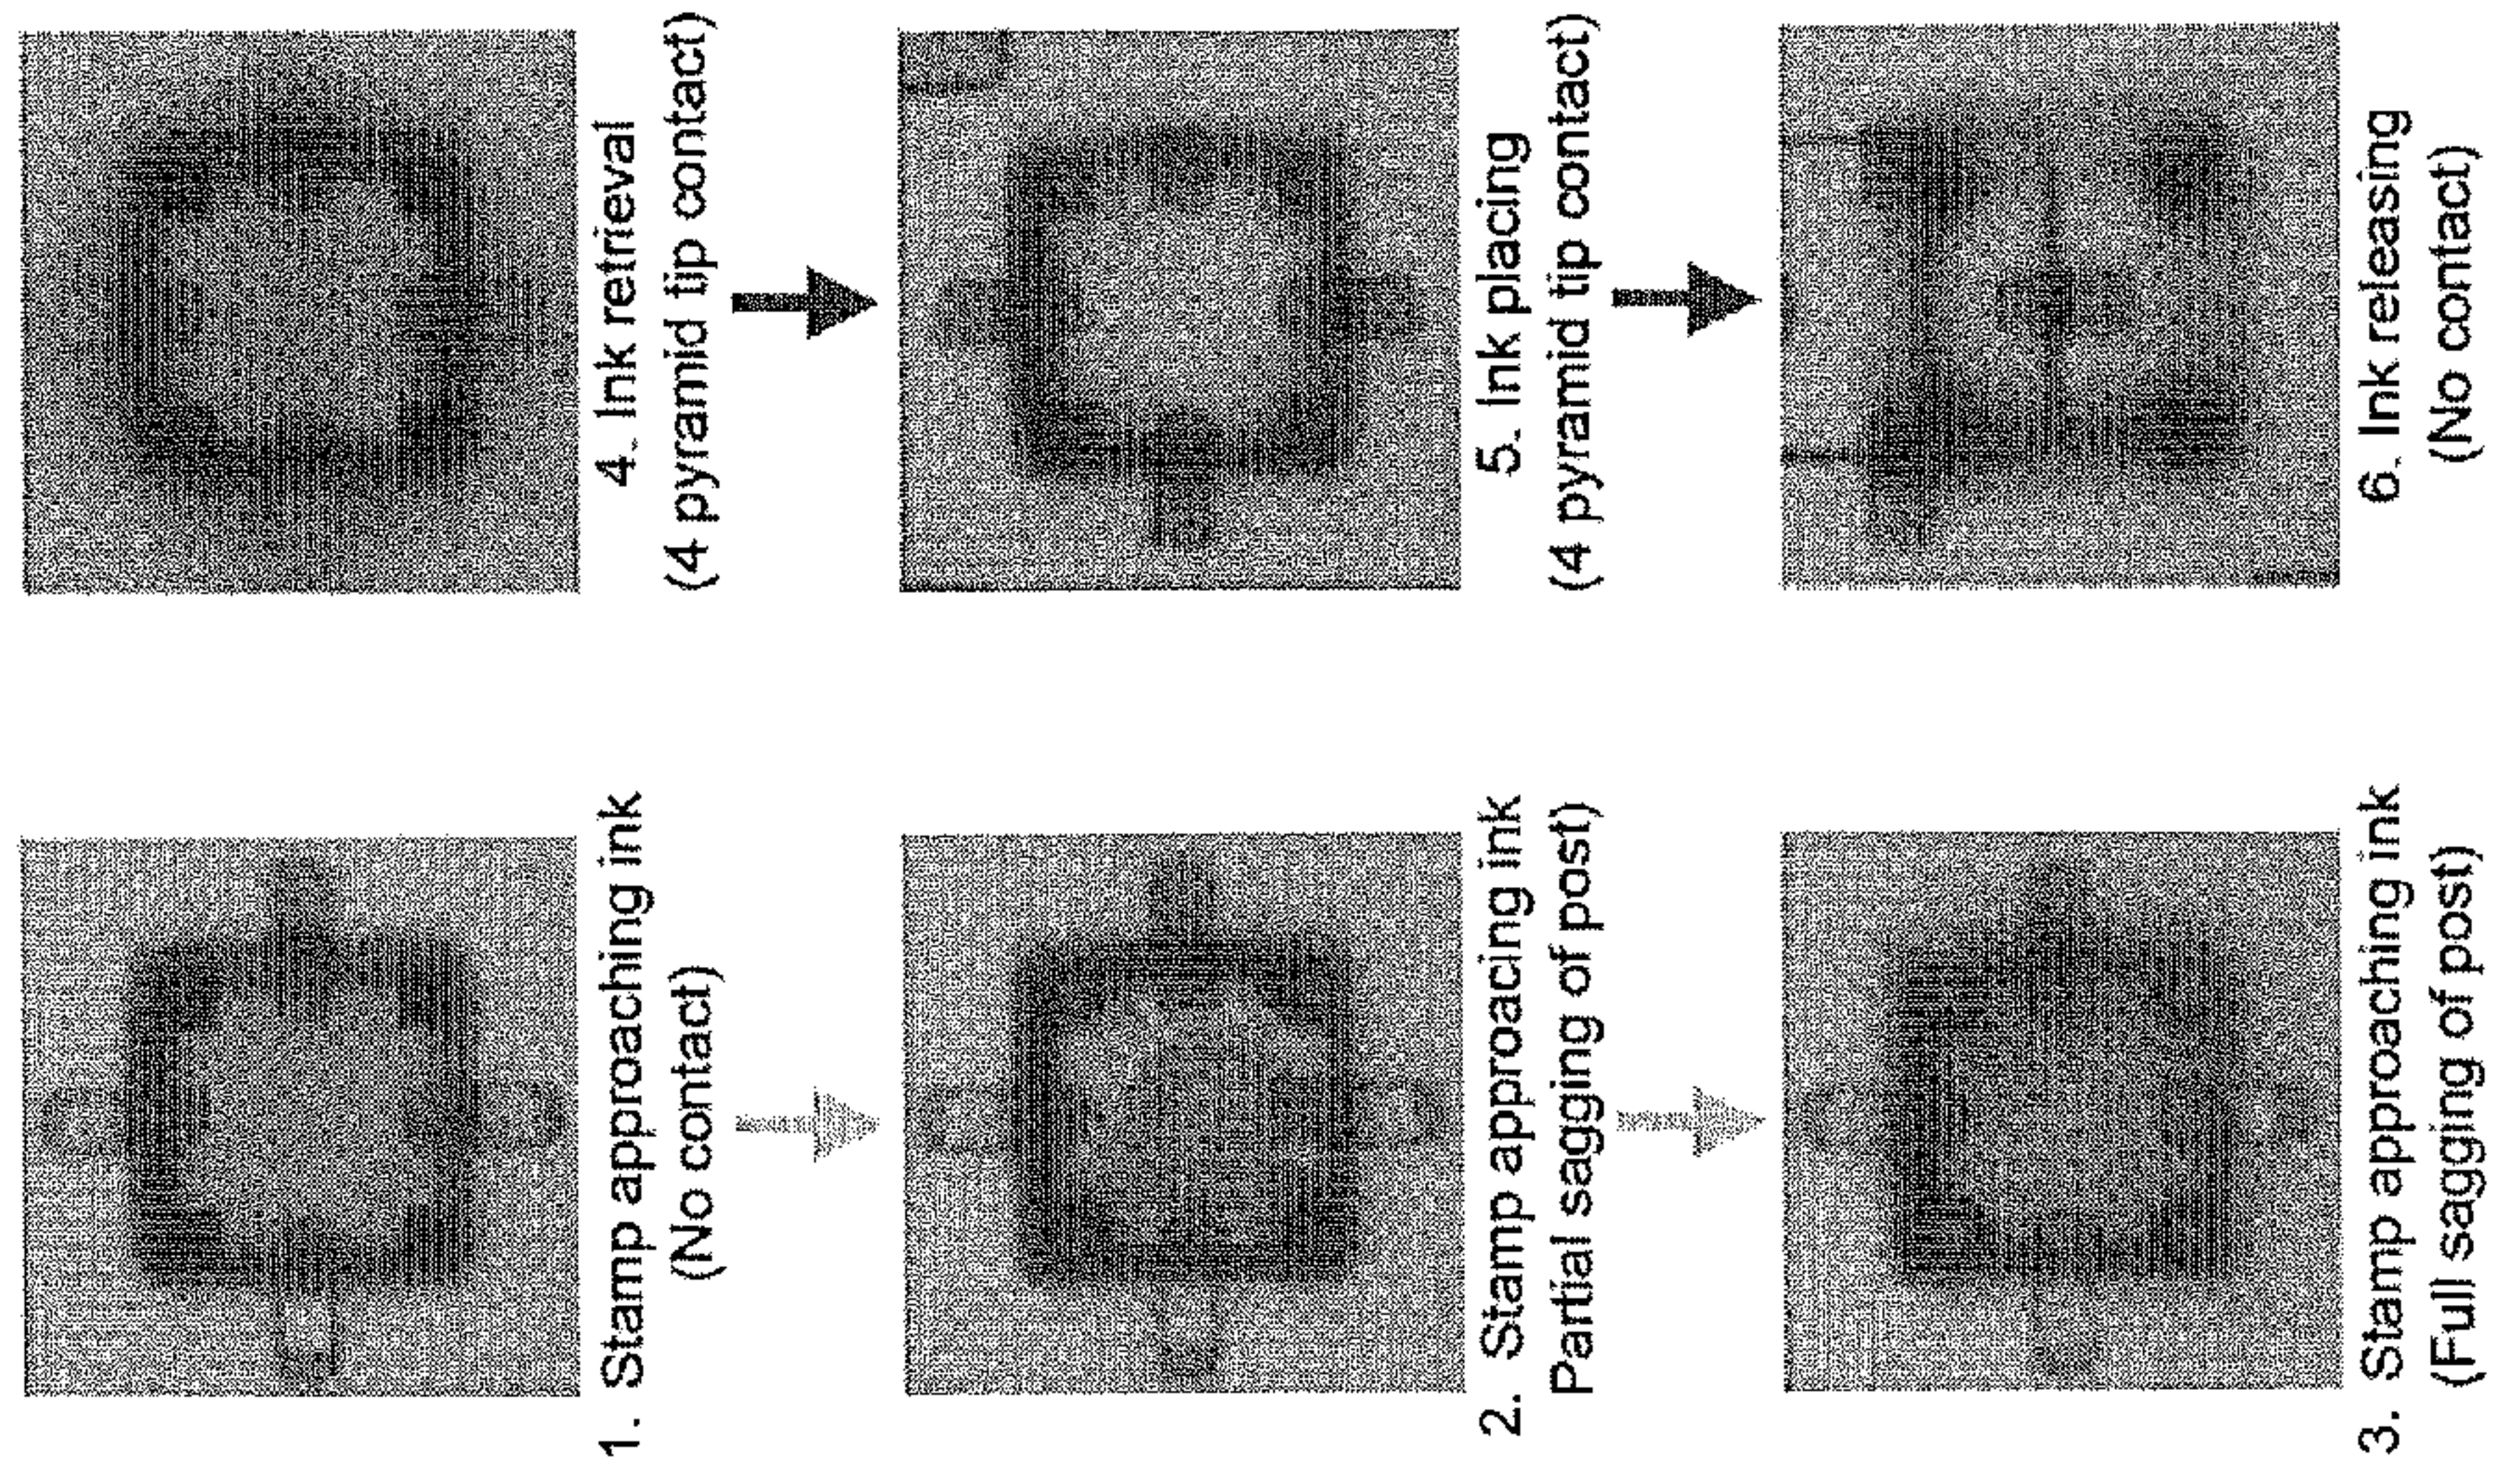 1. Stamp approaching ink
(No contact)
2. Stamp approacing ink
Partial sagging of post)
3. Stamp approaching ink
(Full sagging of post)
4. Ink retrieval
(4 pyramid tip contact)
5. Ink placing
(4 pyramid tip contact)
6. Ink releasing
(No contact)